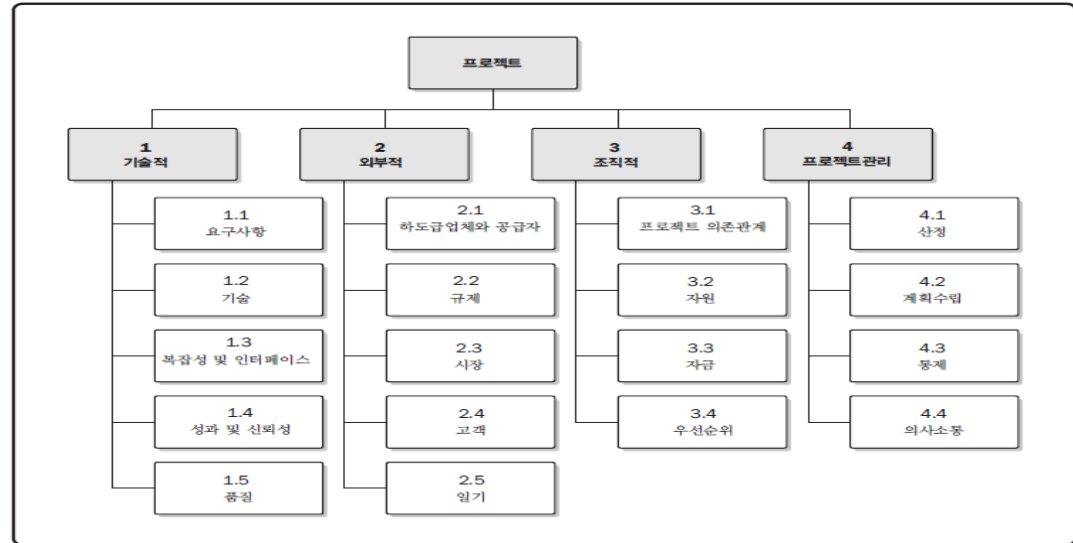 프로젝트
1
기술적
2
외부적
3
조직적
4
프로젝트관리
1.1
요구사항
1.2
기술
1.3
복잡성 및 인터페이스
1.4
성과 및 신뢰성
1.5
품질
2.1
하도급업체와 공급자
2.2
규제
2.3
시장
2.4
고객
2.5
일기
3.1
프로젝트 의존관계
3.2
자원
3.3
자금
3.4
우선순위
4.1
산정
4.2
계획수립
4.3
통제
4.4
의사소통